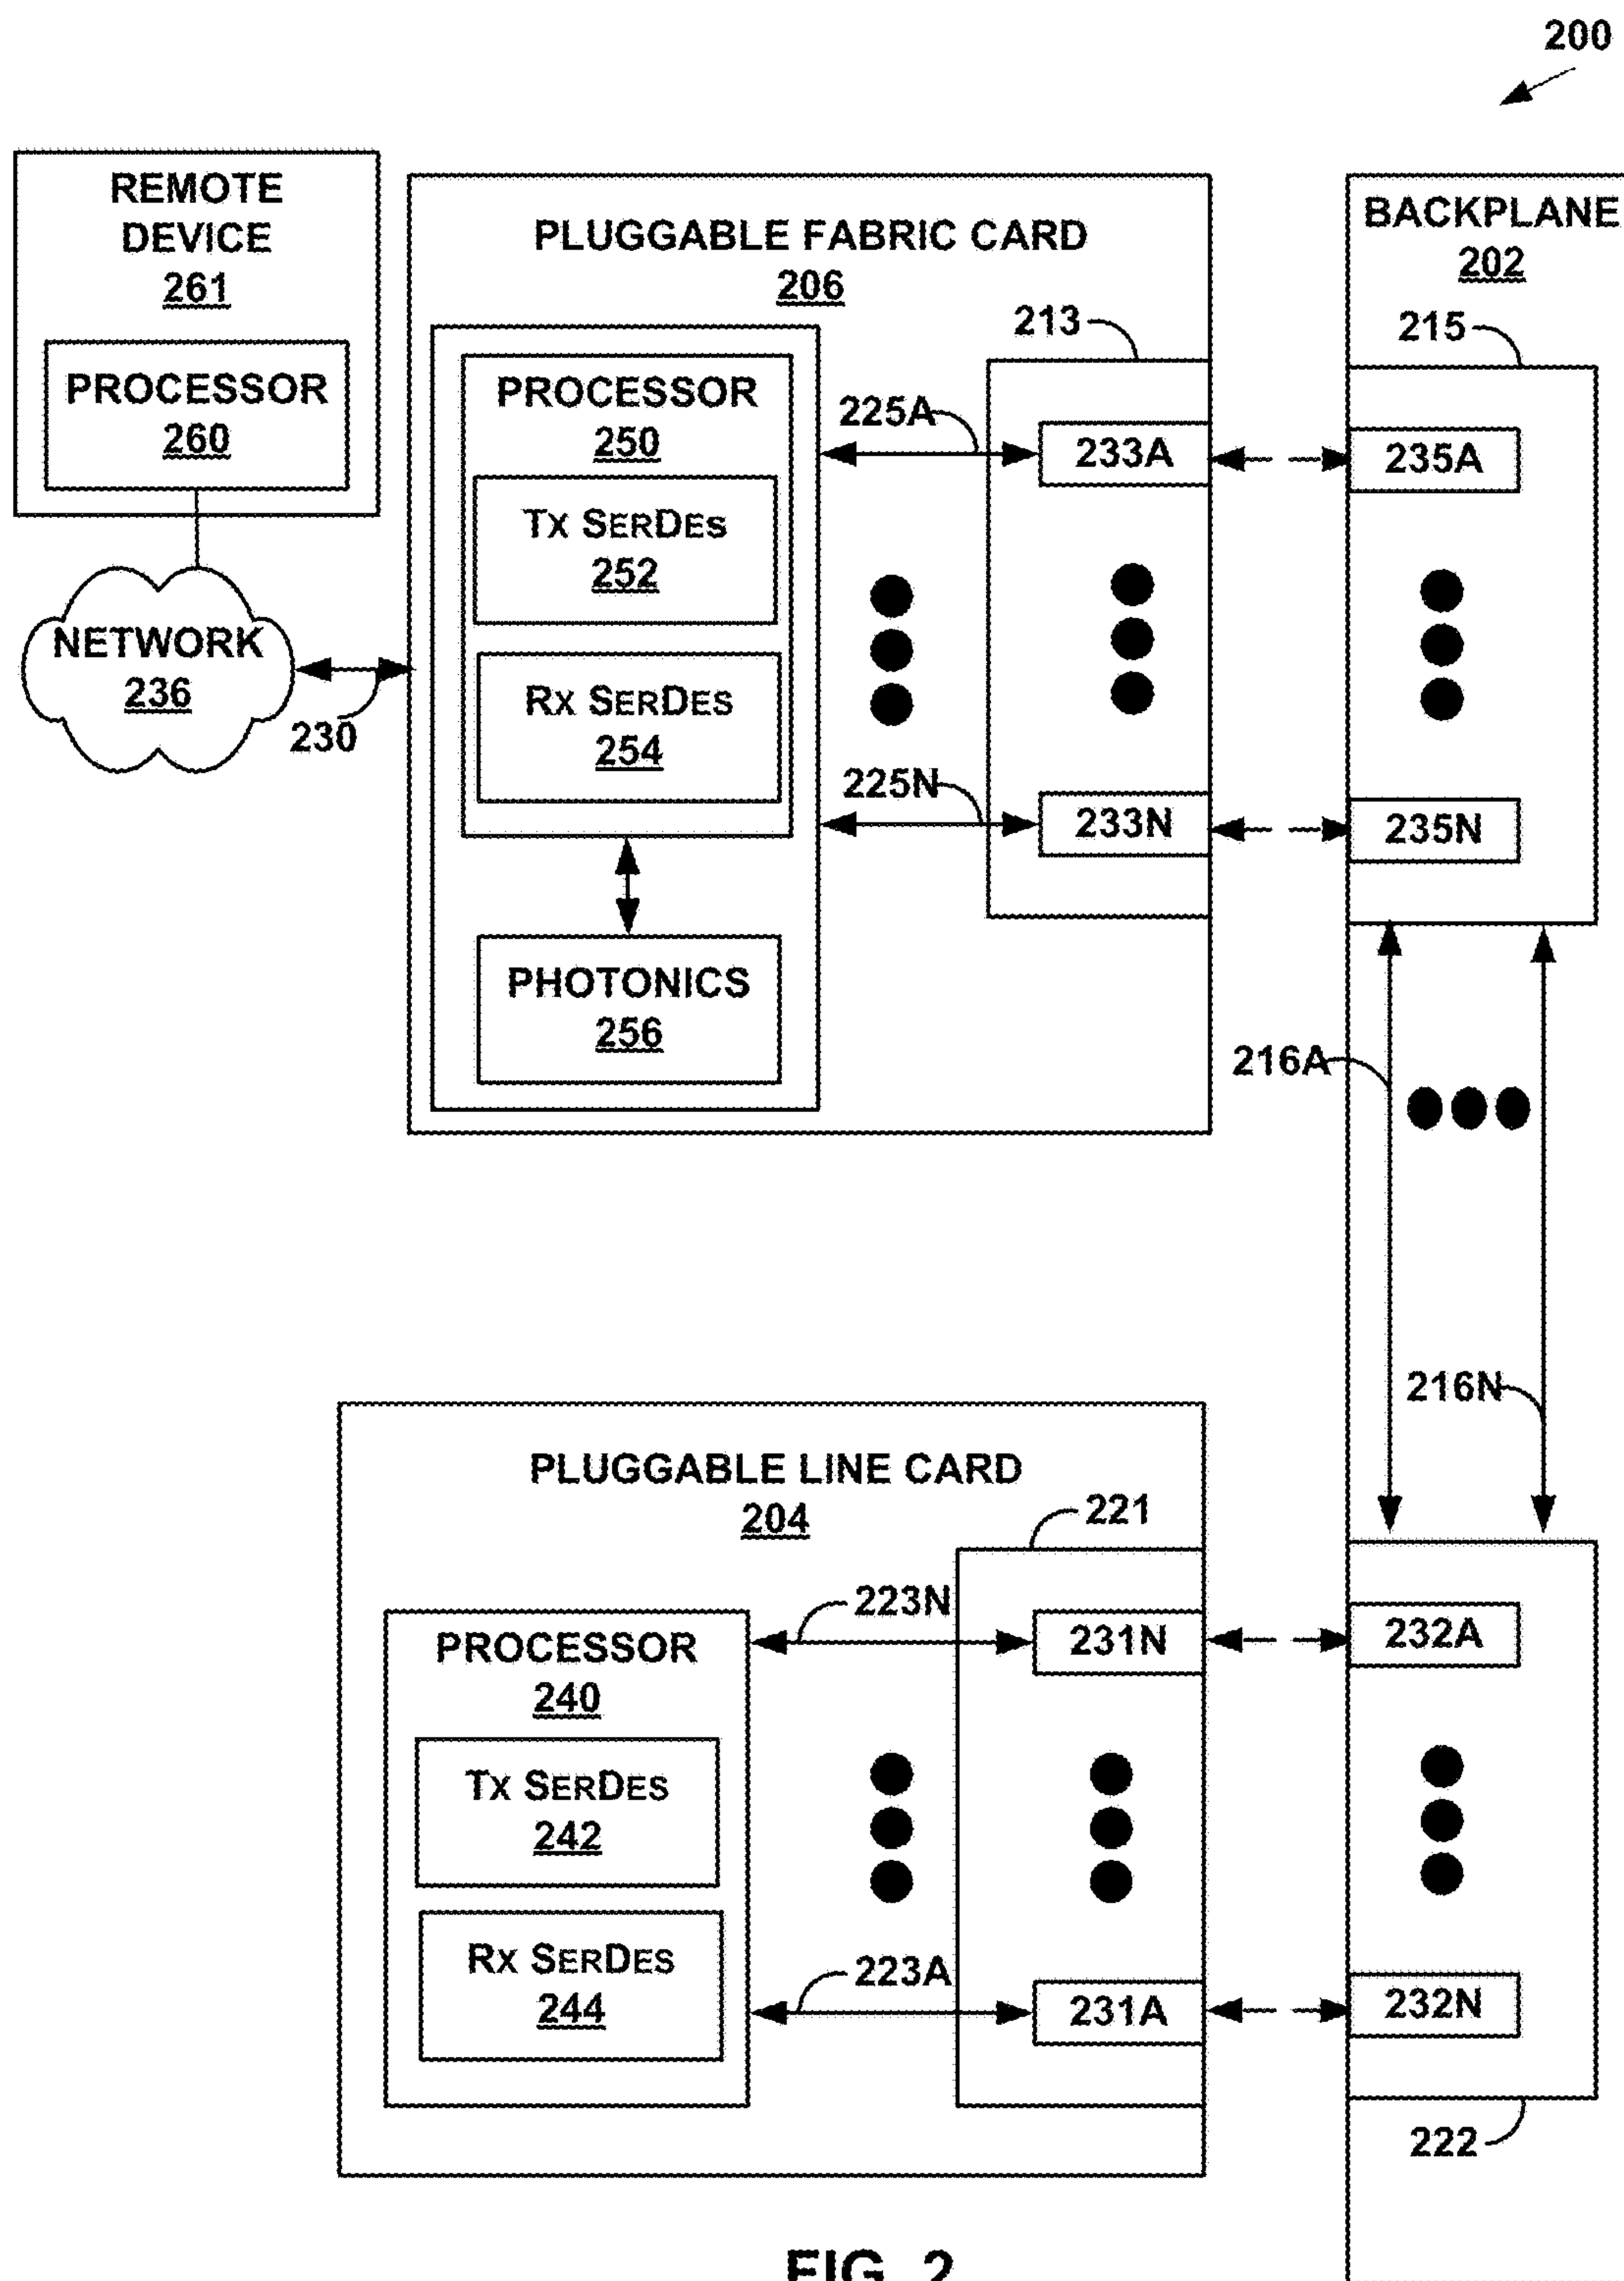 200
REMOTE
DEVICE
261
PROCESSOR
260
NETWORK
236
230
PLUGGABLE FABRIC CARD
206
PROCESSOR
250
TX SERDES
252
RX SERDES
254
PHOTONICS
256
225A
225N
213
233A
233N
BACKPLANE
202
215
235A
235N
216A
216N
PLUGGABLE LINE CARD
204
221
PROCESSOR
240
TX SERDES
242
RX SERDES
244
223N
223A
231N
231A
232A
232N
222
FIG. 2